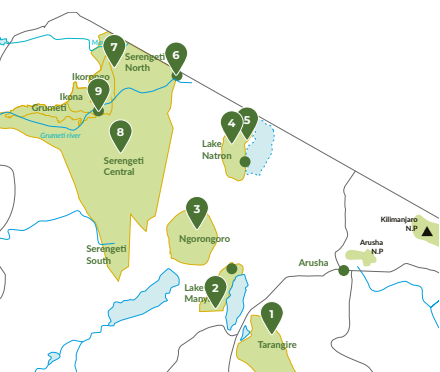 7
6
Serengeti
North
Ikorongo
9
Ikona
Grumeti
Grumeti river
8
Serengeti
Central
4
5
Lake
Natron
3
Ngorongoro
Serengeti
South
Kilimanjaro
N.P
Arusha
N.P
Arusha
Lake
Many
2
1
Tarangire